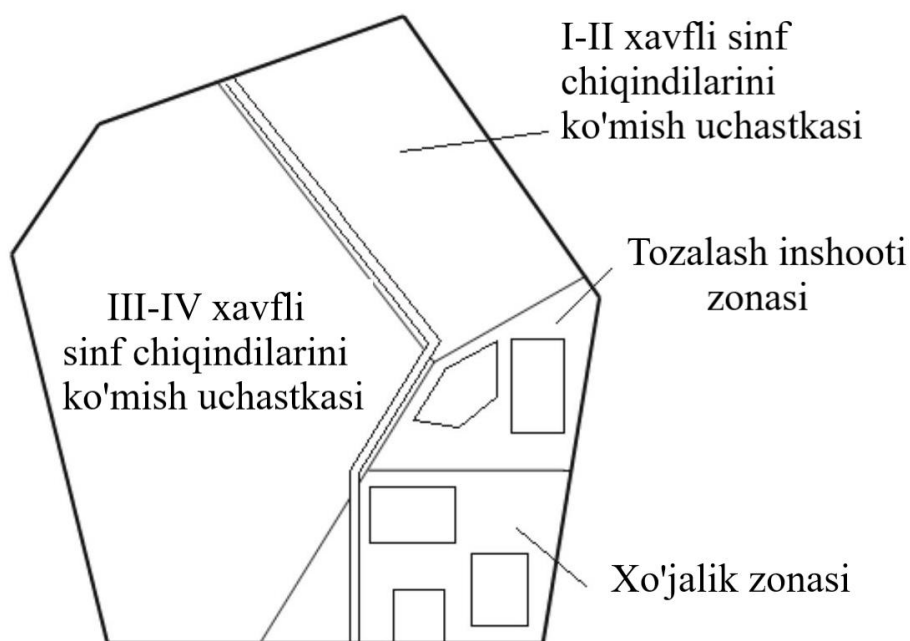 I-II xavfli sinf
chiqindilarini
ko'mish uchastkasi
Tozalash inshooti
zonasi
III-IV xavfli
sinf chiqindilarini
ko'mish uchastkasi
Xo'jalik zonasi